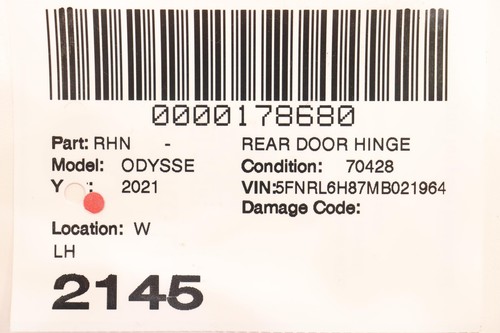 0000178680
Part: RHN - REAR DOOR HINGE
Model: ODYSSE Condition: 70428
Y : 2021 VIN:5FNRL6H87MB021964
Damage Code:
Location: W
LH
2145